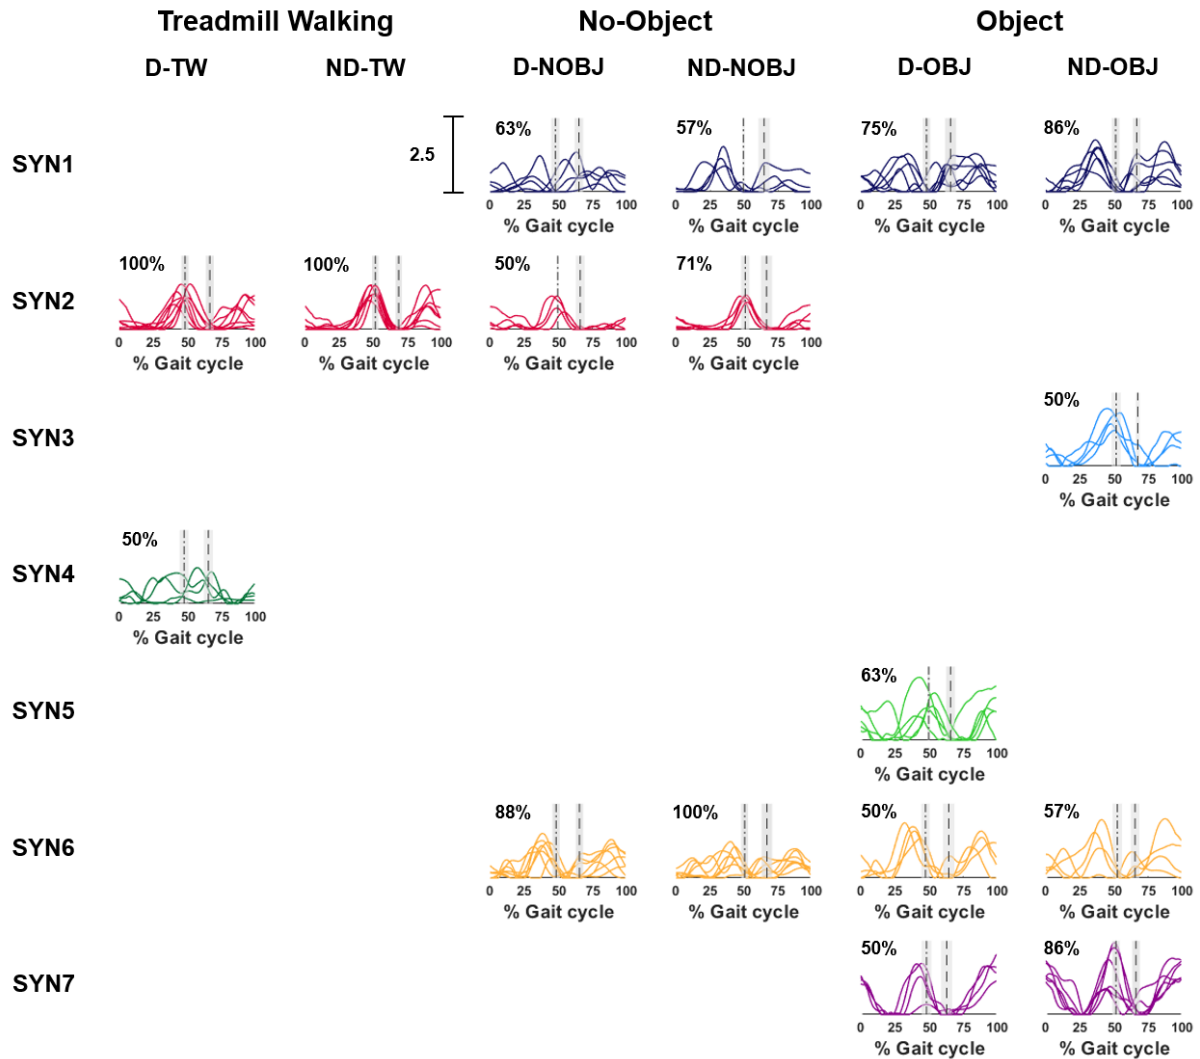 Treadmill Walking No-Object Object
D-TW ND-TW D-NOBJ ND-NOBJ D-OBJ ND-OBJ
SYN1 2.5 63% 57% 75% 86%
0 25 50 75 100 0 25 50 75 100 0 25 50 75 100 0 25 50 75 100
% Gait cycle % Gait cycle % Gait cycle % Gait cycle
SYN2 100% 100% 50% 71%
0 25 50 75 100 0 25 50 75 100 0 25 50 75 100 0 25 50 75 100
% Gait cycle % Gait cycle % Gait cycle % Gait cycle
SYN3 50%
0 25 50 75 100
% Gait cycle
SYN4 50%
0 25 50 75 100
% Gait cycle
SYN5 63%
0 25 50 75 100
% Gait cycle
SYN6 88% 100% 50% 57%
0 25 50 75 100 0 25 50 75 100 0 25 50 75 100 0 25 50 75 100
% Gait cycle % Gait cycle % Gait cycle % Gait cycle
SYN7 50% 86%
0 25 50 75 100 0 25 50 75 100
% Gait cycle % Gait cycle